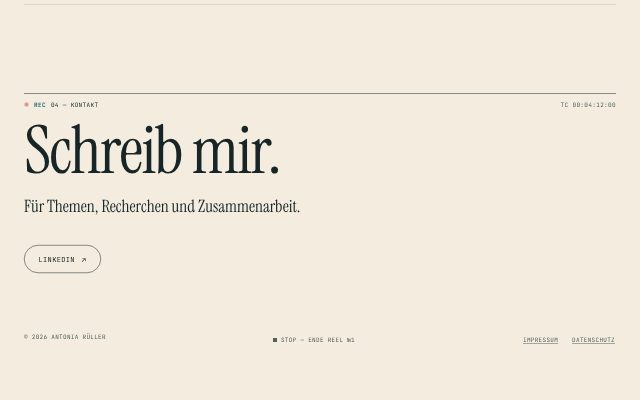 REC 04 — KONTAKT
TC 00:04:12:00
Schreib mir.
Für Themen, Recherchen und Zusammenarbeit.
LINKEDIN ↗
© 2026 ANTONIA RÜLLER
STOP — ENDE REEL №1
IMPRESSUM DATENSCHUTZ